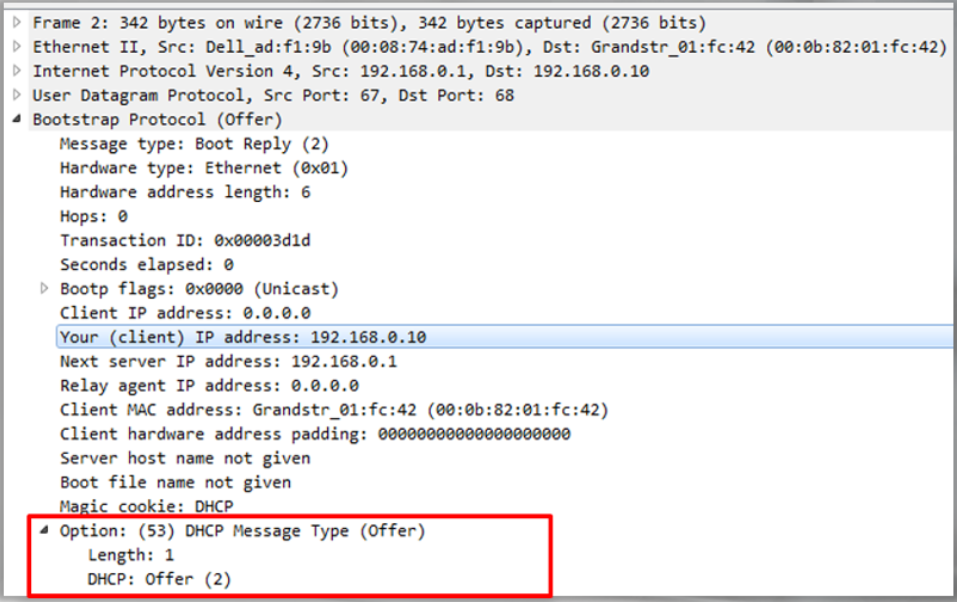 Frame 2: 342 bytes on wire (2736 bits), 342 bytes captured (2736 bits)
Ethernet II, Src: Dell_ad:f1:9b (00:08:74:ad:f1:9b), Dst: Grandstr_01:fc:42 (00:0b:82:01:fc:42)
Internet Protocol Version 4, Src: 192.168.0.1, Dst: 192.168.0.10
User Datagram Protocol, Src Port: 67, Dst Port: 68
Bootstrap Protocol (Offer)
Message type: Boot Reply (2)
Hardware type: Ethernet (0x01)
Hardware address length: 6
Hops: 0
Transaction ID: 0x00003d1d
Seconds elapsed: 0
Bootp flags: 0x0000 (Unicast)
Client IP address: 0.0.0.0
Your (client) IP address: 192.168.0.10
Next server IP address: 192.168.0.1
Relay agent IP address: 0.0.0.0
Client MAC address: Grandstr_01:fc:42 (00:0b:82:01:fc:42)
Client hardware address padding: 00000000000000000000
Server host name not given
Boot file name not given
Magic cookie: DHCP
Option: (53) DHCP Message Type (Offer)
Length: 1
DHCP: Offer (2)